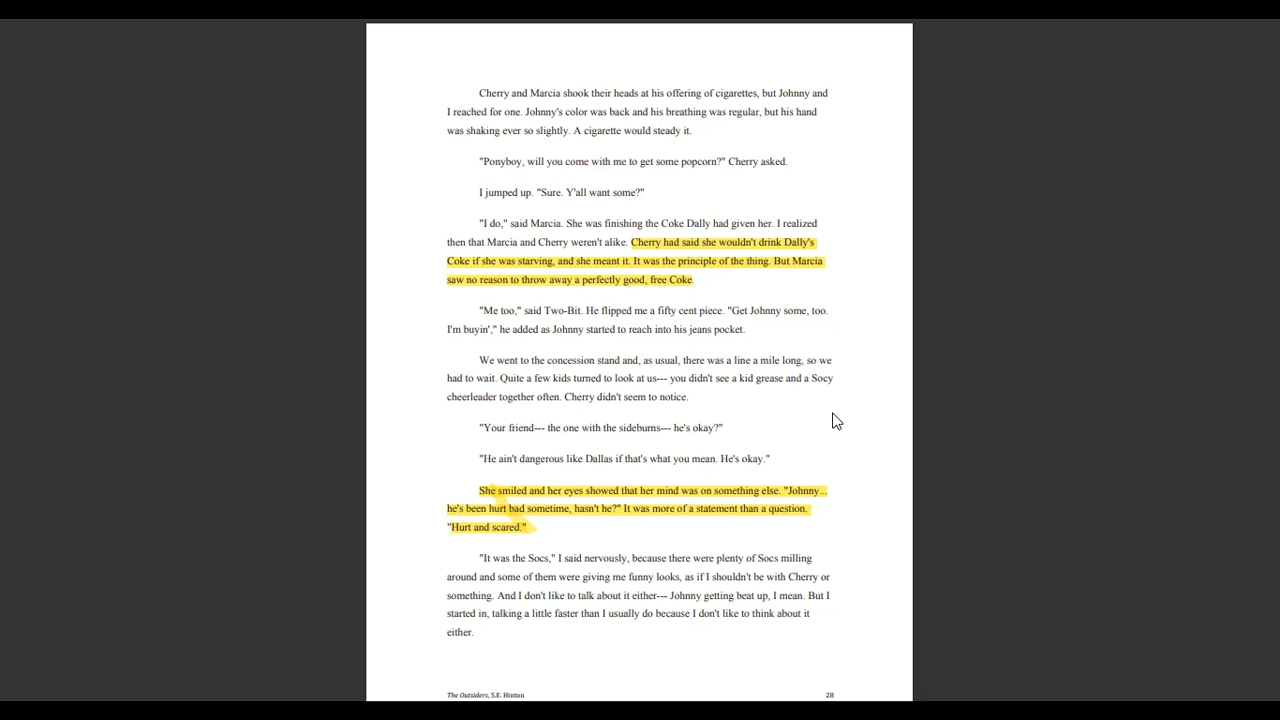 Cherry and Marcia shook their heads at his offering of cigarettes, but Johnny and
I reached for one. Johnny's color was back and his breathing was regular, but his hand
was shaking ever so slightly. A cigarette would steady it.
"Ponyboy, will you come with me to get some popcorn?" Cherry asked.
I jumped up. "Sure. Y'all want some?"
"I do," said Marcia. She was finishing the Coke Dally had given her. I realized
then that Marcia and Cherry weren't alike. Cherry had said she wouldn't drink Dally's
Coke if she was starving, and she meant it. It was the principle of the thing. But Marcia
saw no reason to throw away a perfectly good, free Coke.
"Me too," said Two-Bit. He flipped me a fifty cent piece. "Get Johnny some, too.
I'm buyin'," he added as Johnny started to reach into his jeans pocket.
We went to the concession stand and, as usual, there was a line a mile long, so we
had to wait. Quite a few kids turned to look at us--- you didn't see a kid grease and a Socy
cheerleader together often. Cherry didn't seem to notice.
"Your friend--- the one with the sideburns--- he's okay?"
"He ain't dangerous like Dallas if that's what you mean. He's okay."
She smiled and her eyes showed that her mind was on something else. "Johnny...
he's been hurt bad sometime, hasn't he?" It was more of a statement than a question.
"Hurt and scared."
"It was the Socs," I said nervously, because there were plenty of Socs milling
around and some of them were giving me funny looks, as if I shouldn't be with Cherry or
something. And I don't like to talk about it either--- Johnny getting beat up, I mean. But I
started in, talking a little faster than I usually do because I don't like to think about it
either.
The Outsiders, S.E. Hinton 28